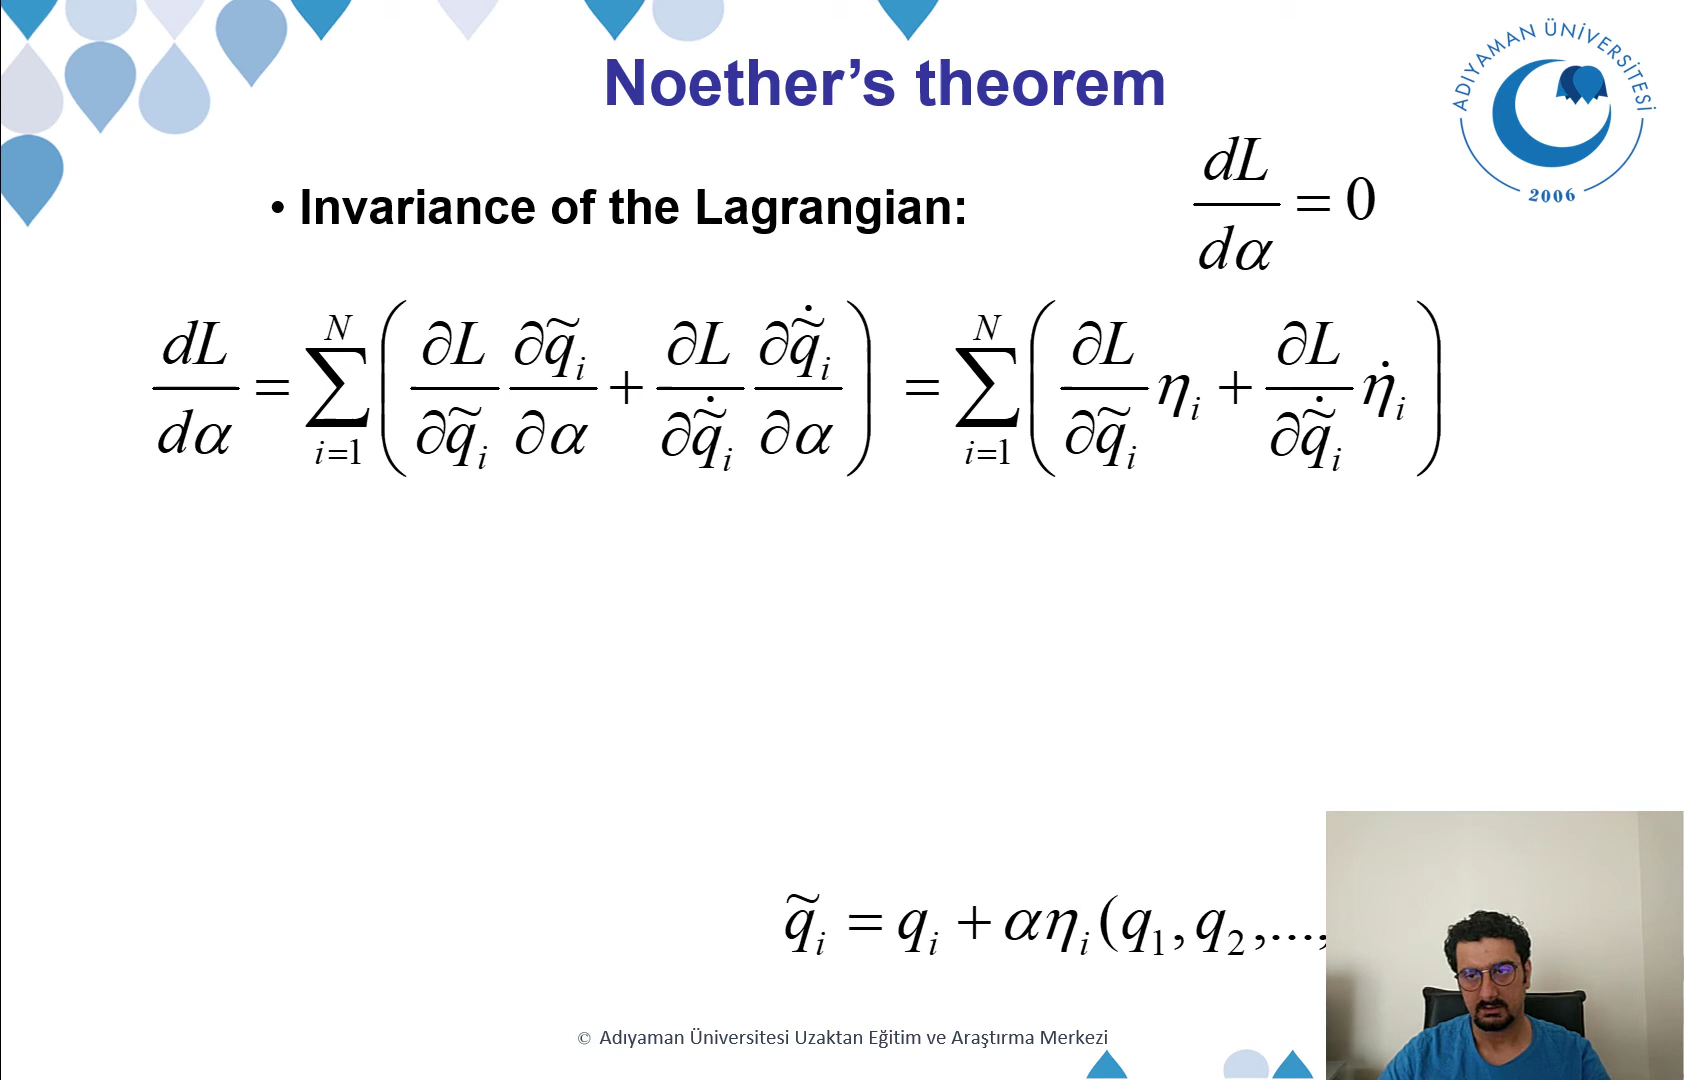 Noether's theorem
ADIYAMAN ÜNİVERSİTESİ
2006
• Invariance of the Lagrangian:
dL/dα = 0
dL/dα = ∑_{i=1}^{N} ( ∂L/∂q̃_i ∂q̃_i/∂α + ∂L/∂q̃̇_i ∂q̃̇_i/∂α ) = ∑_{i=1}^{N} ( ∂L/∂q̃_i η_i + ∂L/∂q̃̇_i η̇_i )
q̃_i = q_i + αη_i(q_1, q_2,...,
© Adıyaman Üniversitesi Uzaktan Eğitim ve Araştırma Merkezi